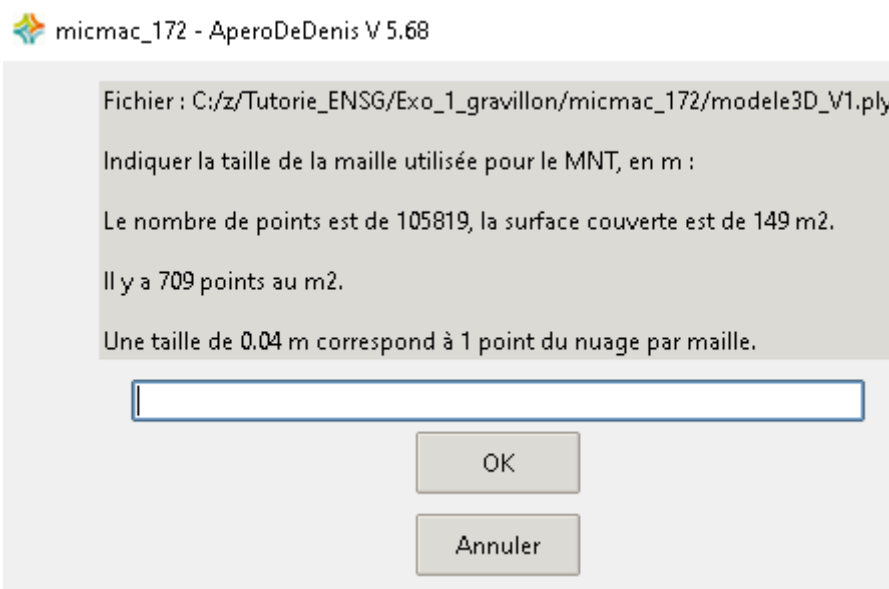 micmac_172 - AperoDeDenis V 5.68
Fichier : C:/z/Tutorie_ENSG/Exo_1_gravillon/micmac_172/modele3D_V1.ply
Indiquer la taille de la maille utilisée pour le MNT, en m :
Le nombre de points est de 105819, la surface couverte est de 149 m2.
Il y a 709 points au m2.
Une taille de 0.04 m correspond à 1 point du nuage par maille.
OK
Annuler